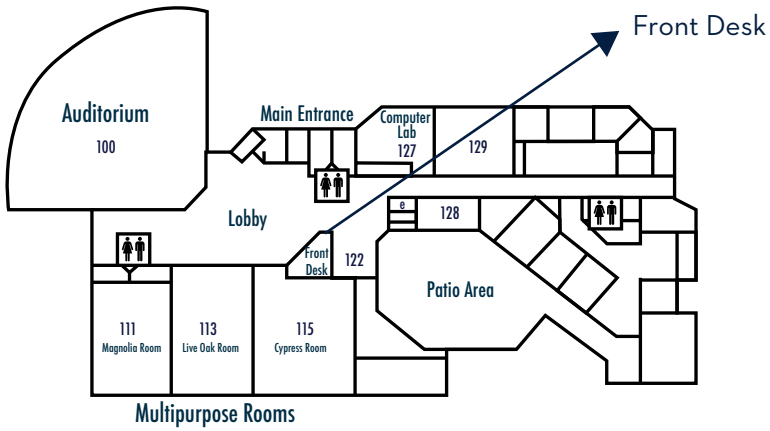 Front Desk
Auditorium
100
Main Entrance
Computer
Lab
127
129
Lobby
e
128
Front
Desk
122
Patio Area
111
Magnolia Room
113
Live Oak Room
115
Cypress Room
Multipurpose Rooms